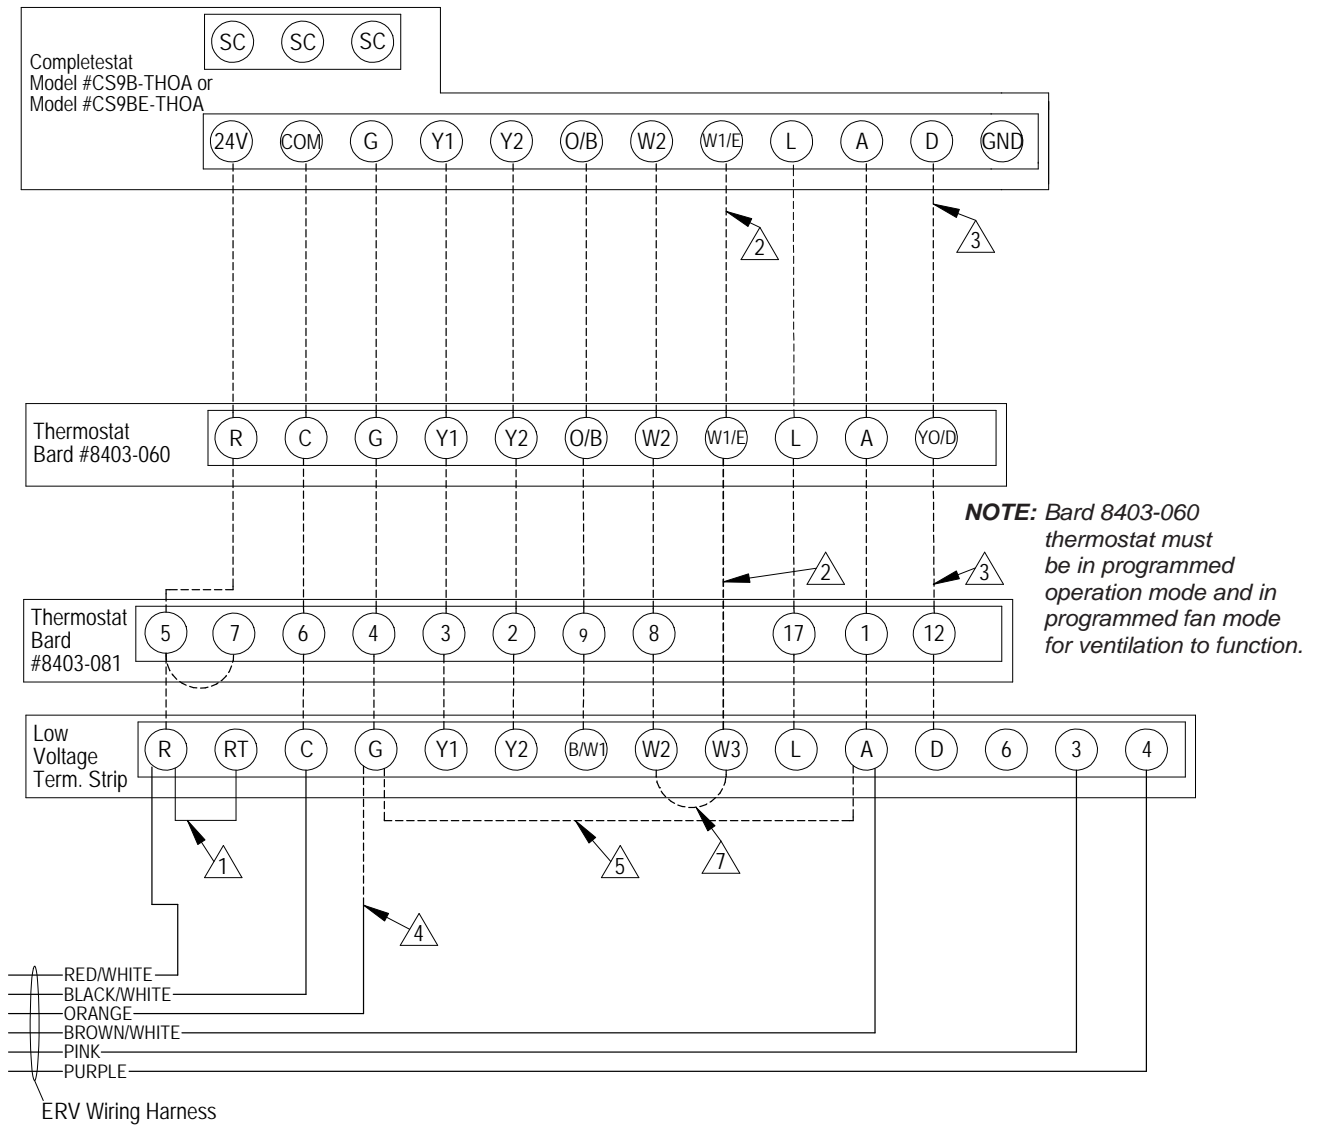 SC SC SC
Completestat
Model #CS9B-THOA or
Model #CS9BE-THOA
24V COM G Y1 Y2 O/B W2 W1/E L A D GND
2
3
Thermostat
Bard #8403-060
R C G Y1 Y2 O/B W2 W1/E L A YO/D
NOTE: Bard 8403-060
thermostat must
be in programmed
operation mode and in
programmed fan mode
for ventilation to function.
2
3
Thermostat
Bard
#8403-081
5 7 6 4 3 2 9 8 17 1 12
Low
Voltage
Term. Strip
R RT C G Y1 Y2 B/W1 W2 W3 L A D 6 3 4
1
5
7
4
RED/WHITE
BLACK/WHITE
ORANGE
BROWN/WHITE
PINK
PURPLE
ERV Wiring Harness